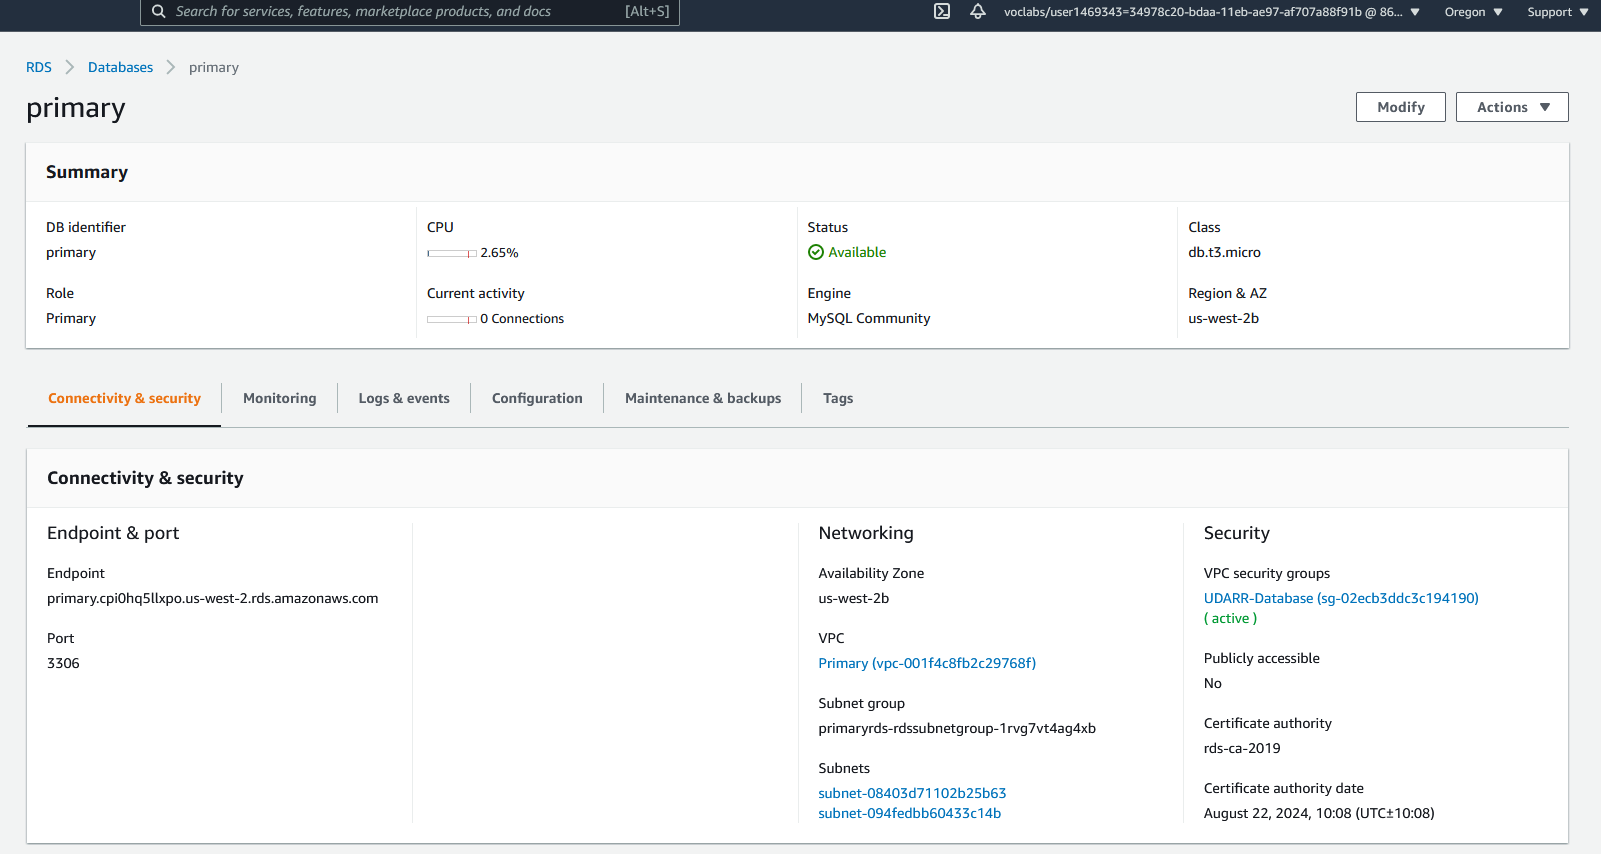 Search for services, features, marketplace products, and docs [Alt+S] voclabs/user1469343=34978c20-bdaa-11eb-ae97-af707a88f91b @ 86... Oregon Support
RDS Databases primary
primary
Modify Actions
Summary
DB identifier CPU Status Class
primary 2.65% Available db.t3.micro
Role Current activity Engine Region & AZ
Primary 0 Connections MySQL Community us-west-2b
Connectivity & security Monitoring Logs & events Configuration Maintenance & backups Tags
Connectivity & security
Endpoint & port
Endpoint
primary.cpi0hq5llxpo.us-west-2.rds.amazonaws.com
Port
3306
Networking
Availability Zone
us-west-2b
VPC
Primary (vpc-001f4c8fb2c29768f)
Subnet group
primaryrds-rdssubnetgroup-1rvg7vt4ag4xb
Subnets
subnet-08403d71102b25b63
subnet-094fedbb60433c14b
Security
VPC security groups
UDARR-Database (sg-02ecb3ddc3c194190)
( active )
Publicly accessible
No
Certificate authority
rds-ca-2019
Certificate authority date
August 22, 2024, 10:08 (UTC±10:08)